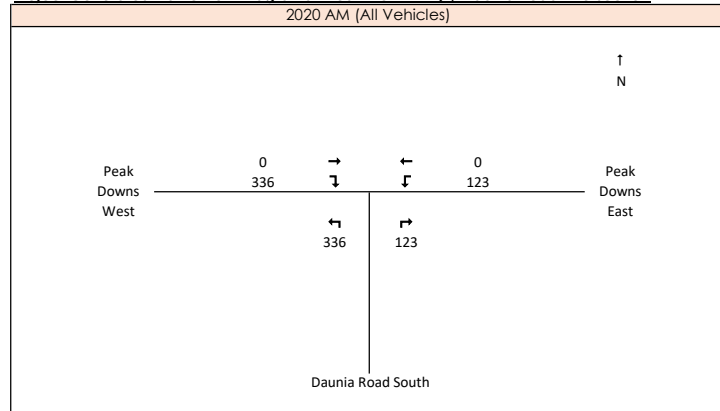 2020 AM (All Vehicles)
↑
N
0 → ← 0
Peak Downs West
336 ↴ 123
Peak Downs East
336 123
Daunia Road South